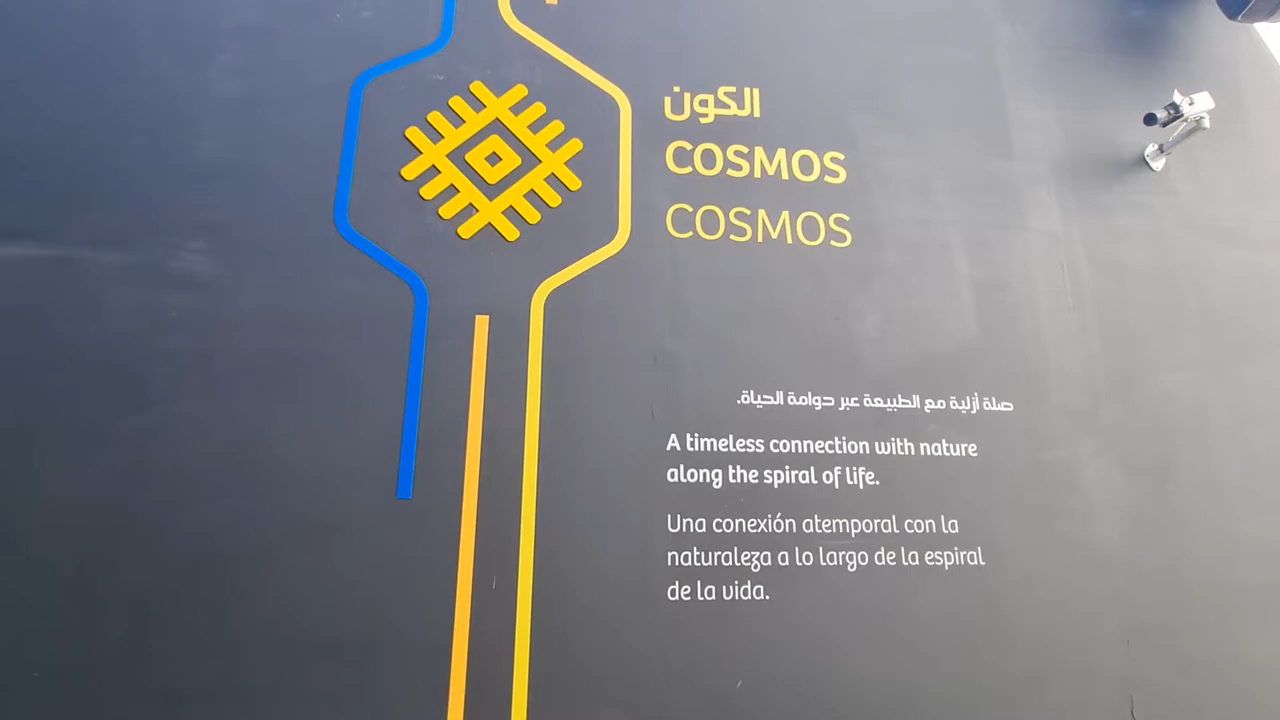 الكون
COSMOS
COSMOS
صلة أزلية مع الطبيعة عبر دوامة الحياة.
A timeless connection with nature
along the spiral of life.
Una conexión atemporal con la
naturaleza a lo largo de la espiral
de la vida.